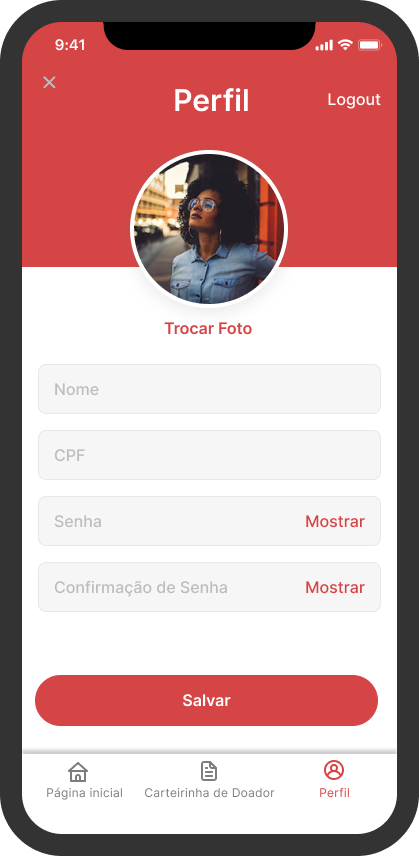 9:41
Perfil
Logout
Trocar Foto
Nome
CPF
Senha
Mostrar
Confirmação de Senha
Mostrar
Salvar
Página inicial
Carteirinha de Doador
Perfil